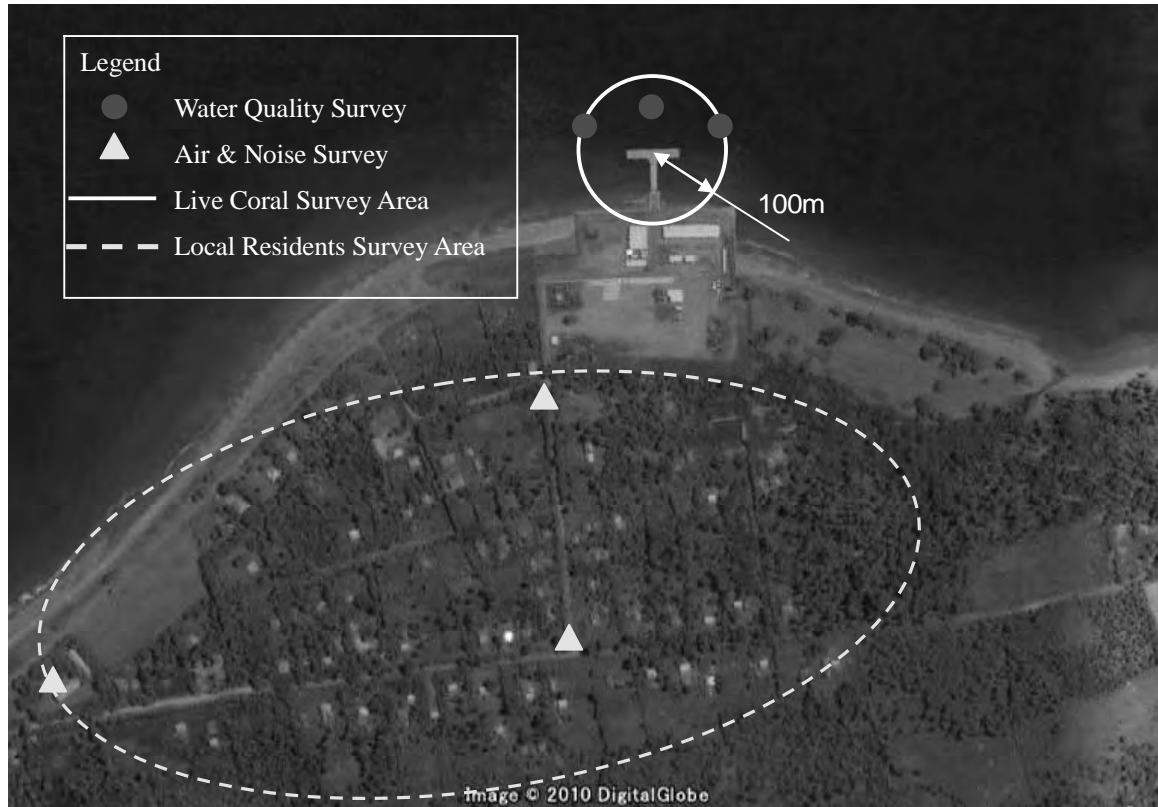 Legend
Water Quality Survey
Air & Noise Survey
Live Coral Survey Area
Local Residents Survey Area
100m
Image © 2010 DigitalGlobe